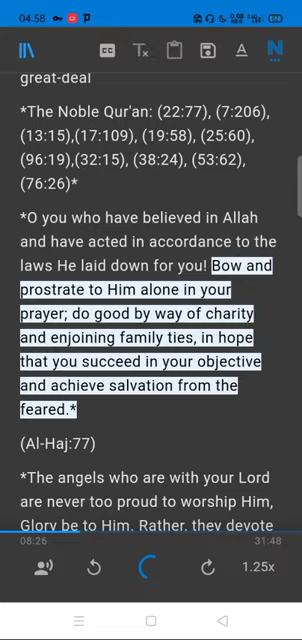 04.58
0.08
KB/s
great-deal
*The Noble Qur'an: (22:77), (7:206),
(13:15),(17:109), (19:58), (25:60),
(96:19),(32:15), (38:24), (53:62),
(76:26)*
*O you who have believed in Allah
and have acted in accordance to the
laws He laid down for you! Bow and
prostrate to Him alone in your
prayer; do good by way of charity
and enjoining family ties, in hope
that you succeed in your objective
and achieve salvation from the
feared.*
(Al-Haj:77)
*The angels who are with your Lord
are never too proud to worship Him,
Glory be to Him. Rather, they devote
08:26
31:48
1.25x